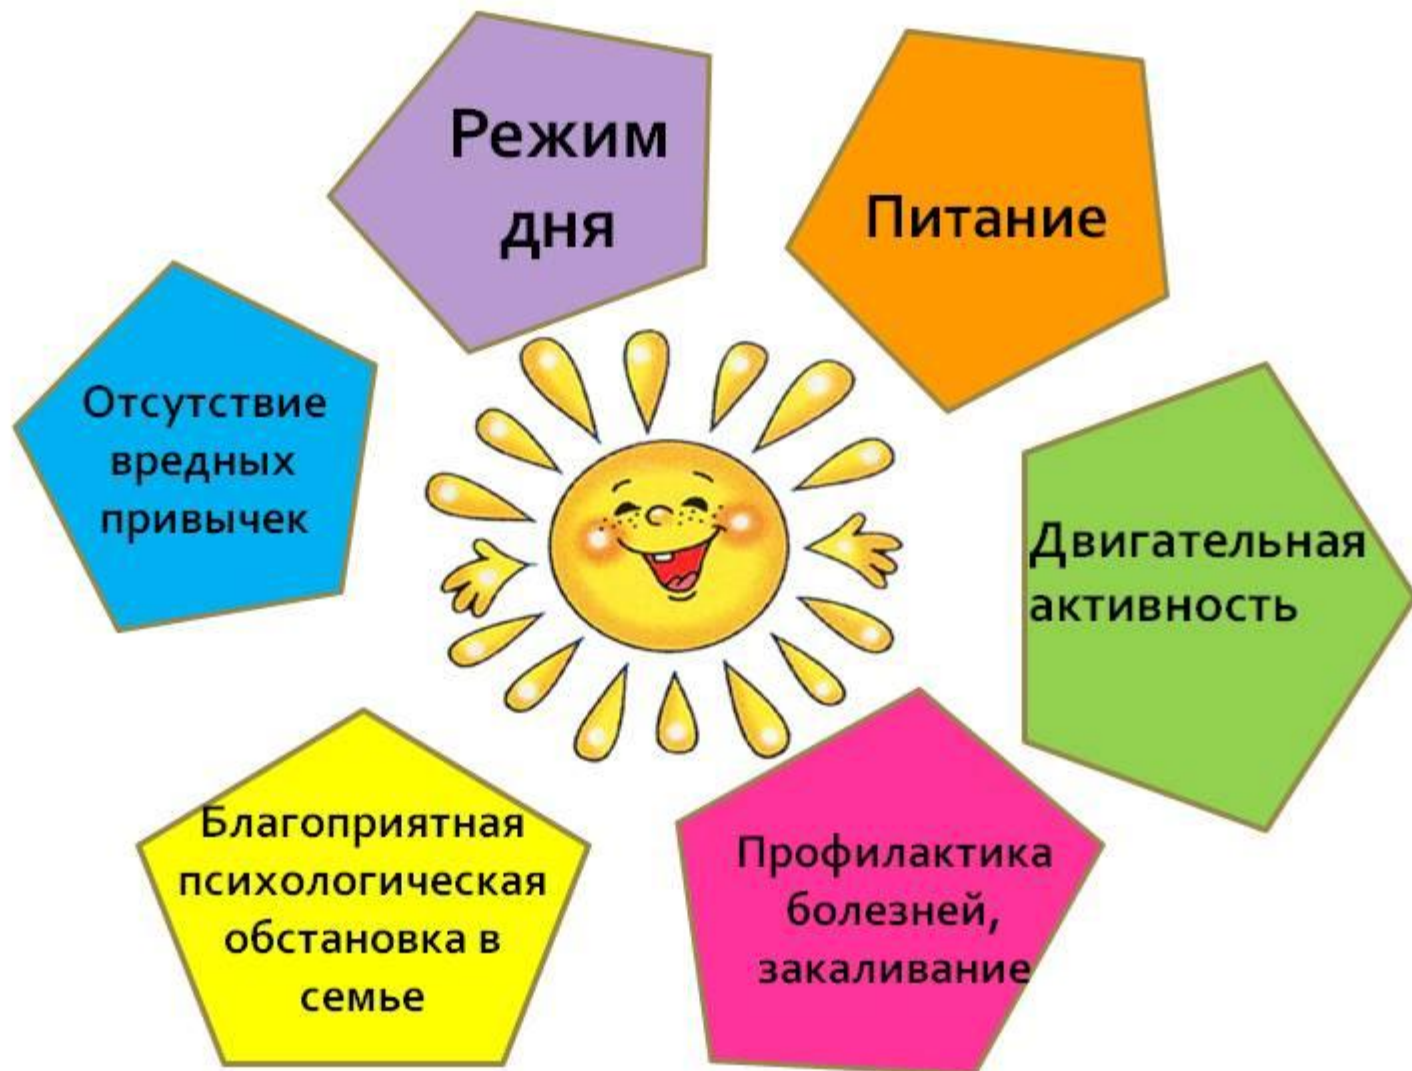 Режим
дня
Питание
Отсутствие
вредных
привычек
Двигательная
активность
Благоприятная
психологическая
обстановка в
семье
Профилактика
болезней,
закаливание